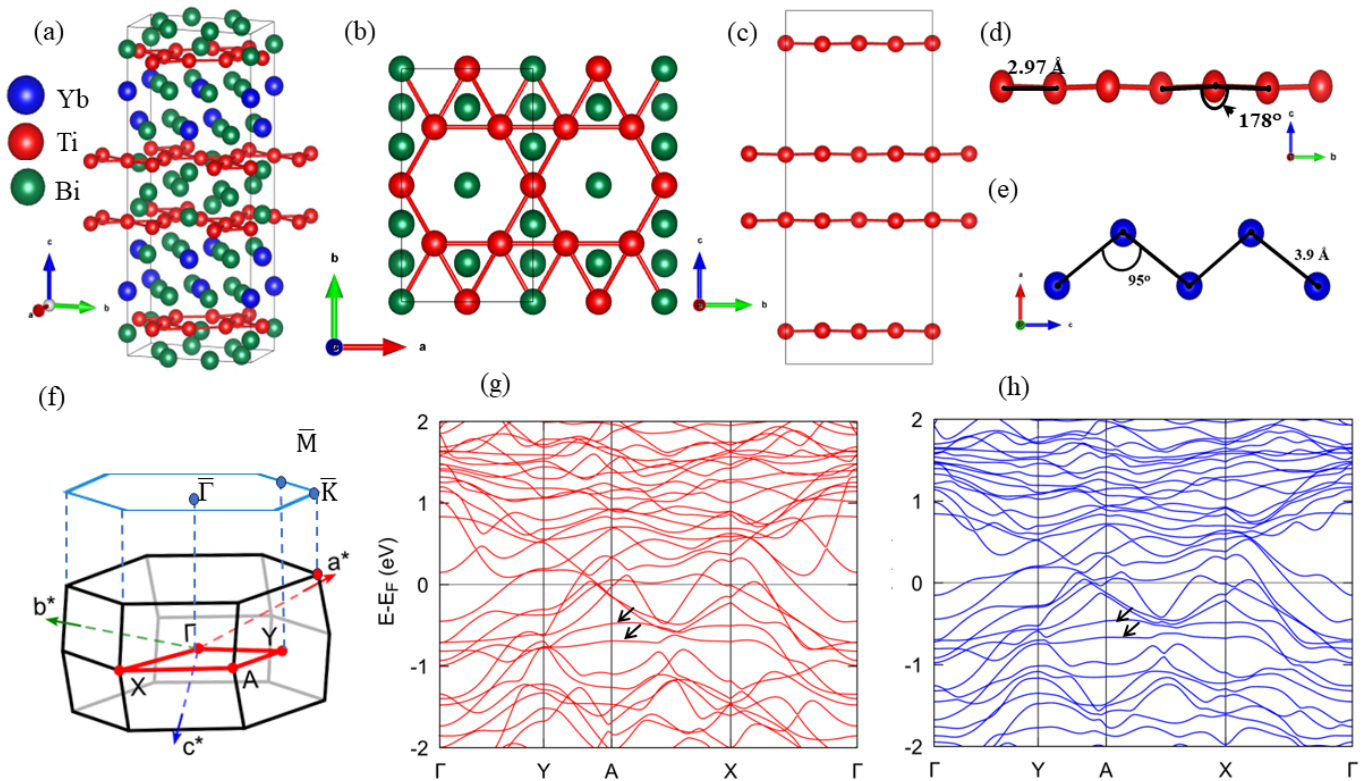 (a)
Yb
Ti
Bi
c
a
b
(b)
b
c
a
c
a
b
(c)
(d)
2.97 Å
178°
c
a
b
(e)
95°
3.9 Å
a
b
c
(f)
M̅
Γ̅
K̅
a*
b*
Γ
Y
X
A
c*
(g)
E-E_F (eV)
2
1
0
-1
-2
Γ Y A X Γ
(h)
2
1
0
-1
-2
Γ Y A X Γ